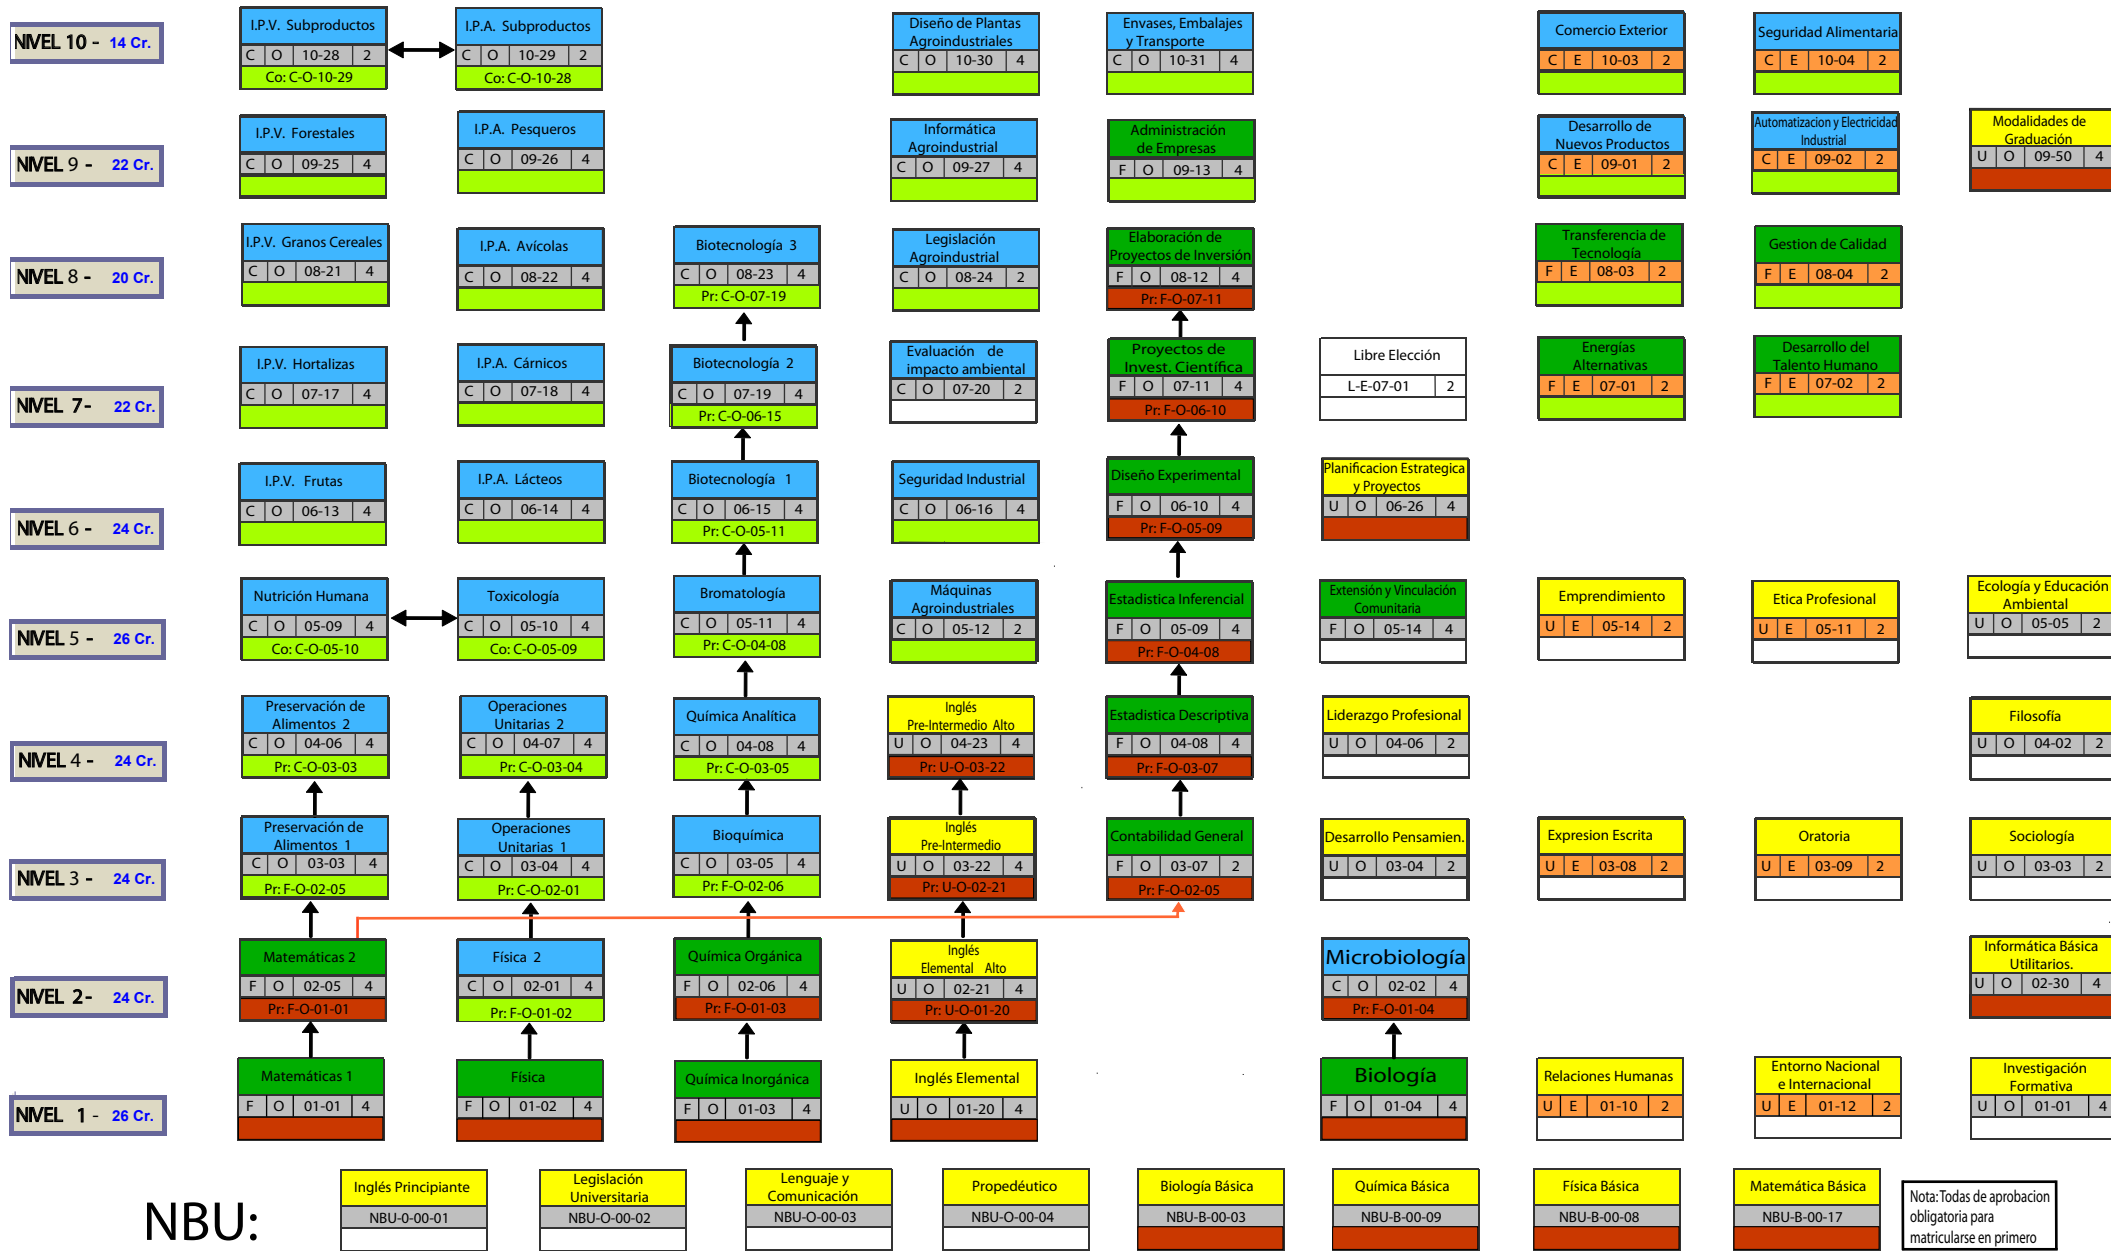 NIVEL 10 - 14 Cr.
I.P.V. Subproductos
C O 10-28 2
Co: C-O-10-29
I.P.A. Subproductos
C O 10-29 2
Co: C-O-10-28
Diseño de Plantas
Agroindustriales
C O 10-30 4
Envases, Embalajes
y Transporte
C O 10-31 4
Comercio Exterior
C E 10-03 2
Seguridad Alimentaria
C E 10-04 2
NIVEL 9 - 22 Cr.
I.P.V. Forestales
C O 09-25 4
I.P.A. Pesqueros
C O 09-26 4
Informática
Agroindustrial
C O 09-27 4
Administración
de Empresas
F O 09-13 4
Desarrollo de
Nuevos Productos
C E 09-01 2
Automatizacion y Electricidad
Industrial
C E 09-02 2
Modalidades de
Graduación
U O 09-50 4
NIVEL 8 - 20 Cr.
I.P.V. Granos Cereales
C O 08-21 4
I.P.A. Avícolas
C O 08-22 4
Biotecnología 3
C O 08-23 4
Pr: C-O-07-19
Legislación
Agroindustrial
C O 08-24 2
Elaboración de
Proyectos de Inversión
F O 08-12 4
Pr: F-O-07-11
Transferencia de
Tecnología
F E 08-03 2
Gestion de Calidad
F E 08-04 2
NIVEL 7- 22 Cr.
I.P.V. Hortalizas
C O 07-17 4
I.P.A. Cárnicos
C O 07-18 4
Biotecnología 2
C O 07-19 4
Pr: C-O-06-15
Evaluación de
impacto ambiental
C O 07-20 2
Proyectos de
Invest. Científica
F O 07-11 4
Pr: F-O-06-10
Libre Elección
L-E-07-01 2
Energías
Alternativas
F E 07-01 2
Desarrollo del
Talento Humano
F E 07-02 2
NIVEL 6 - 24 Cr.
I.P.V. Frutas
C O 06-13 4
I.P.A. Lácteos
C O 06-14 4
Biotecnología 1
C O 06-15 4
Pr: C-O-05-11
Seguridad Industrial
C O 06-16 4
Diseño Experimental
F O 06-10 4
Pr: F-O-05-09
Planificacion Estrategica
y Proyectos
U O 06-26 4
NIVEL 5 - 26 Cr.
Nutrición Humana
C O 05-09 4
Co: C-O-05-10
Toxicología
C O 05-10 4
Co: C-O-05-09
Bromatología
C O 05-11 4
Pr: C-O-04-08
Máquinas
Agroindustriales
C O 05-12 2
Estadistica Inferencial
F O 05-09 4
Pr: F-O-04-08
Extensión y Vinculación
Comunitaria
F O 05-14 4
Emprendimiento
U E 05-14 2
Etica Profesional
U E 05-11 2
Ecología y Educación
Ambiental
U O 05-05 2
NIVEL 4 - 24 Cr.
Preservación de
Alimentos 2
C O 04-06 4
Pr: C-O-03-03
Operaciones
Unitarias 2
C O 04-07 4
Pr: C-O-03-04
Química Analítica
C O 04-08 4
Pr: C-O-03-05
Inglés
Pre-Intermedio Alto
U O 04-23 4
Pr: U-O-03-22
Estadistica Descriptiva
F O 04-08 4
Pr: F-O-03-07
Liderazgo Profesional
U O 04-06 2
Filosofía
U O 04-02 2
NIVEL 3 - 24 Cr.
Preservación de
Alimentos 1
C O 03-03 4
Pr: F-O-02-05
Operaciones
Unitarias 1
C O 03-04 4
Pr: C-O-02-01
Bioquímica
C O 03-05 4
Pr: F-O-02-06
Inglés
Pre-Intermedio
U O 03-22 4
Pr: U-O-02-21
Contabilidad General
F O 03-07 2
Pr: F-O-02-05
Desarrollo Pensamien.
U O 03-04 2
Expresion Escrita
U E 03-08 2
Oratoria
U E 03-09 2
Sociología
U O 03-03 2
NIVEL 2- 24 Cr.
Matemáticas 2
F O 02-05 4
Pr: F-O-01-01
Física 2
C O 02-01 4
Pr: F-O-01-02
Química Orgánica
F O 02-06 4
Pr: F-O-01-03
Inglés
Elemental Alto
U O 02-21 4
Pr: U-O-01-20
Microbiología
C O 02-02 4
Pr: F-O-01-04
Informática Básica
Utilitarios.
U O 02-30 4
NIVEL 1 - 26 Cr.
Matemáticas 1
F O 01-01 4
Física
F O 01-02 4
Química Inorgánica
F O 01-03 4
Inglés Elemental
U O 01-20 4
Biología
F O 01-04 4
Relaciones Humanas
U E 01-10 2
Entorno Nacional
e Internacional
U E 01-12 2
Investigación
Formativa
U O 01-01 4
NBU:
Inglés Principiante
NBU-0-00-01
Legislación
Universitaria
NBU-O-00-02
Lenguaje y
Comunicación
NBU-O-00-03
Propedéutico
NBU-O-00-04
Biología Básica
NBU-B-00-03
Química Básica
NBU-B-00-09
Física Básica
NBU-B-00-08
Matemática Básica
NBU-B-00-17
Nota: Todas de aprobacion
obligatoria para
matricularse en primero